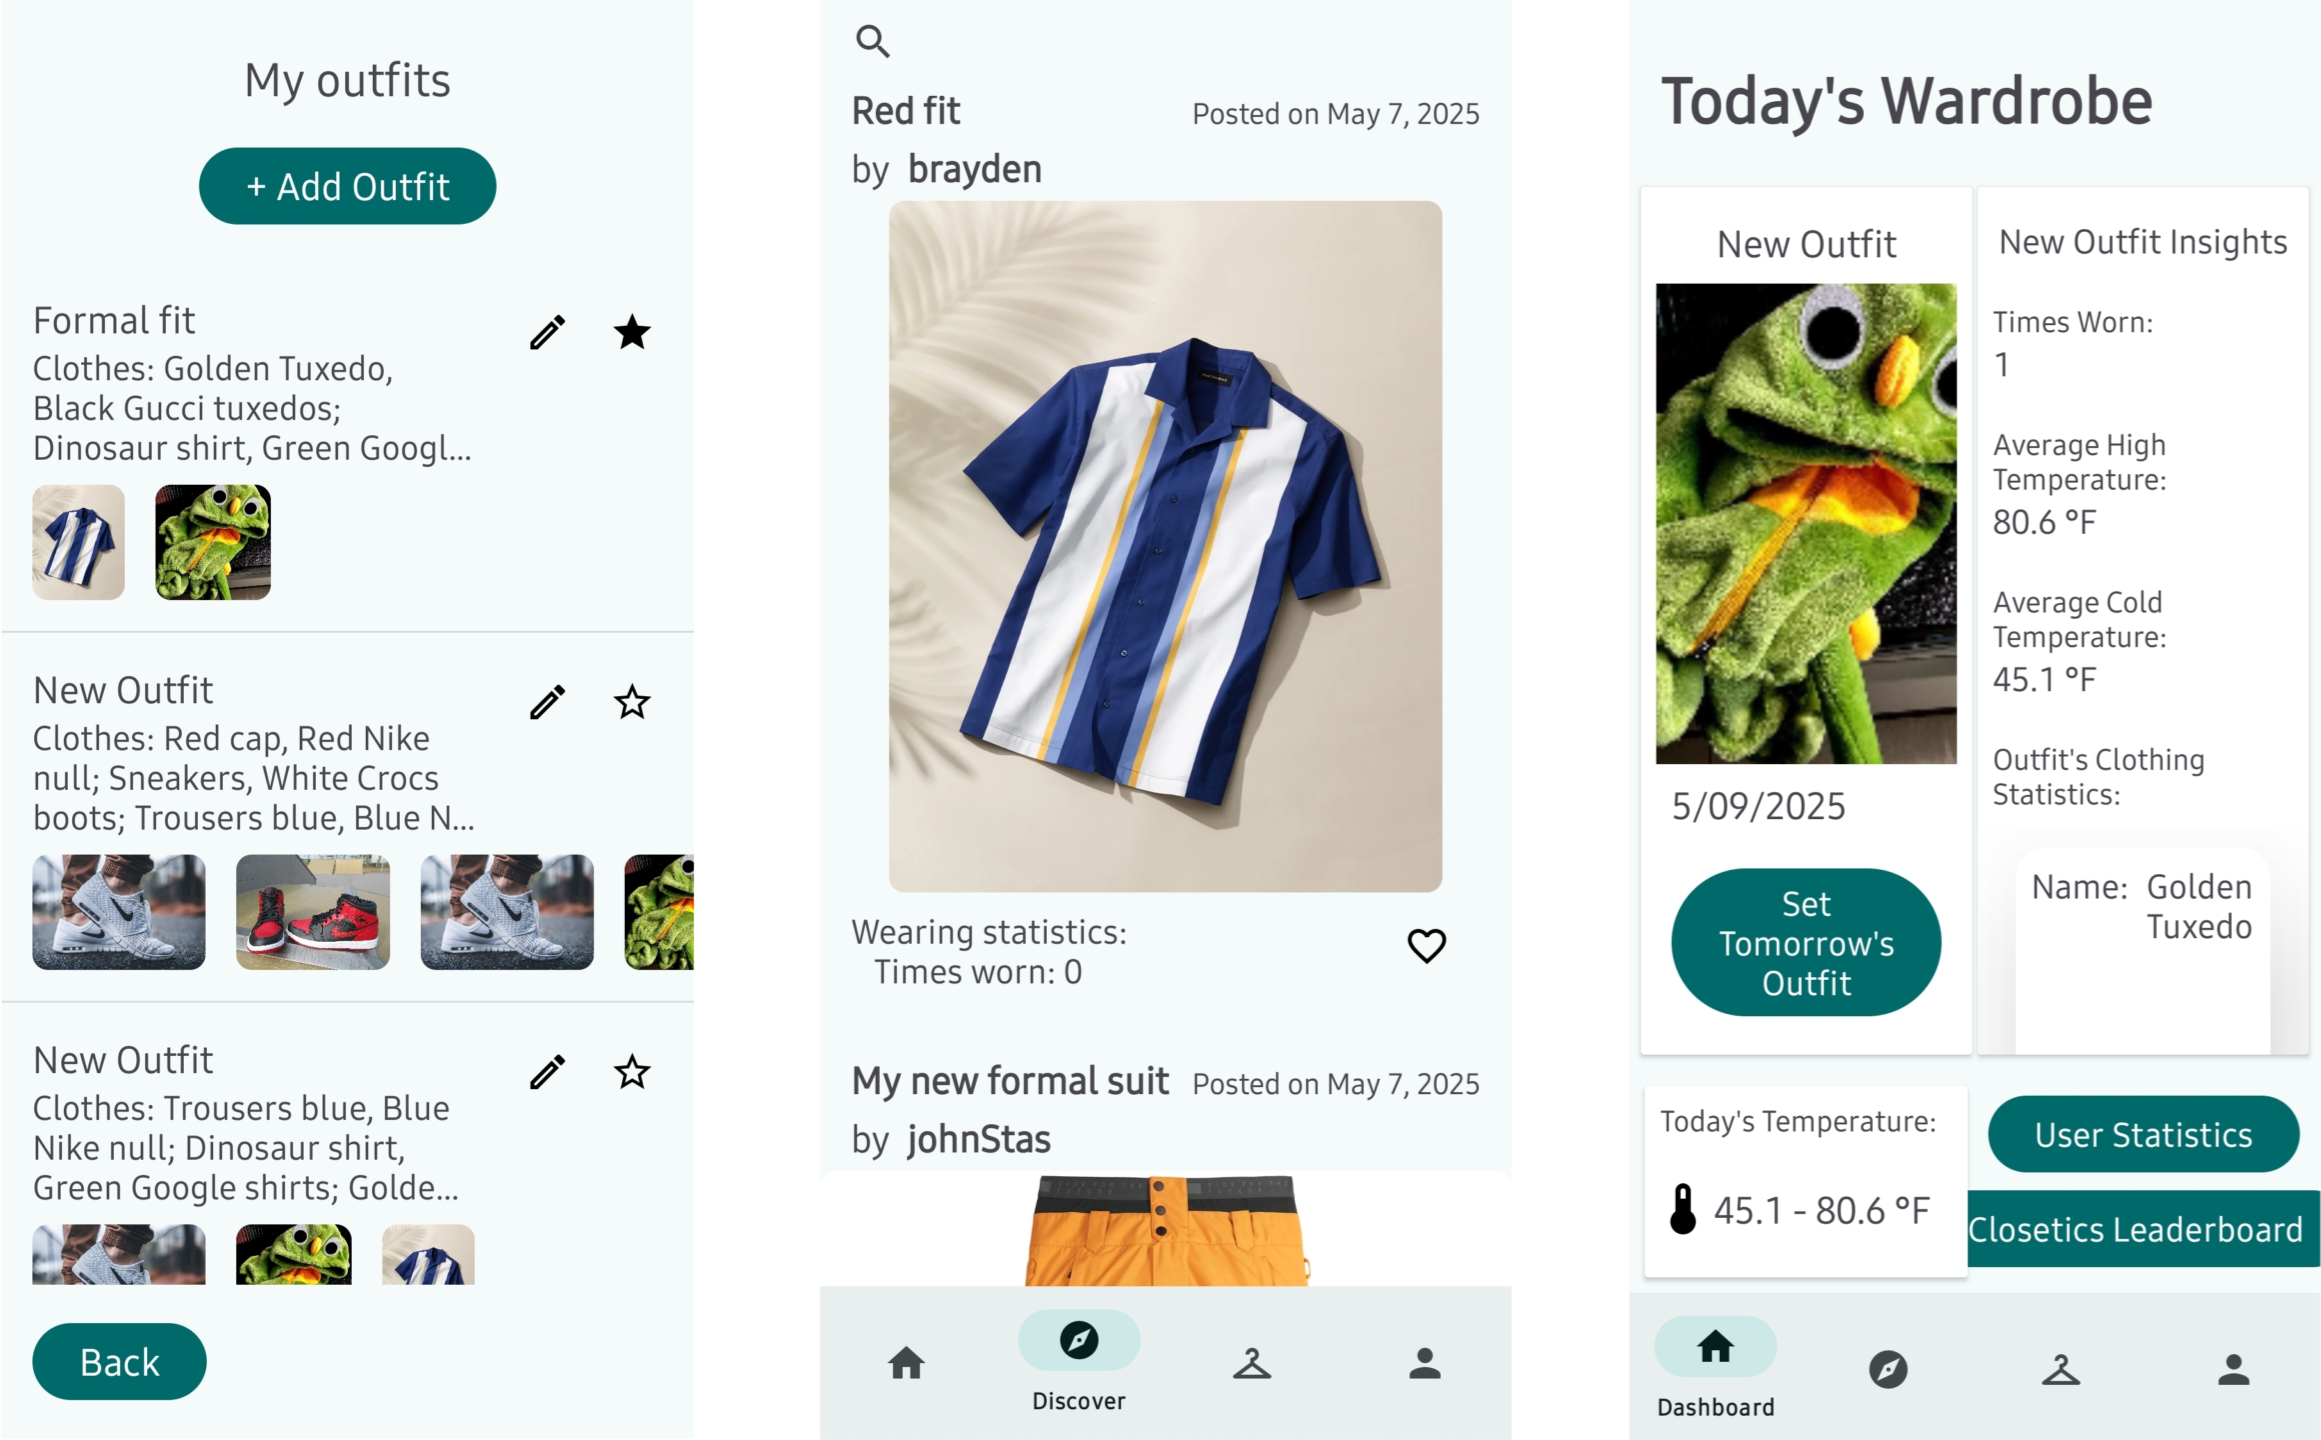 My outfits
+ Add Outfit
Formal fit
Clothes: Golden Tuxedo,
Black Gucci tuxedos;
Dinosaur shirt, Green Googl...
New Outfit
Clothes: Red cap, Red Nike
null; Sneakers, White Crocs
boots; Trousers blue, Blue N...
New Outfit
Clothes: Trousers blue, Blue
Nike null; Dinosaur shirt,
Green Google shirts; Golde...
Back
Red fit
Posted on May 7, 2025
by brayden
Wearing statistics:
Times worn: 0
My new formal suit
Posted on May 7, 2025
by johnStas
Discover
Today's Wardrobe
New Outfit
5/09/2025
Set
Tomorrow's
Outfit
New Outfit Insights
Times Worn:
1
Average High
Temperature:
80.6 °F
Average Cold
Temperature:
45.1 °F
Outfit's Clothing
Statistics:
Name: Golden
Tuxedo
Today's Temperature:
45.1 - 80.6 °F
User Statistics
Closetics Leaderboard
Dashboard